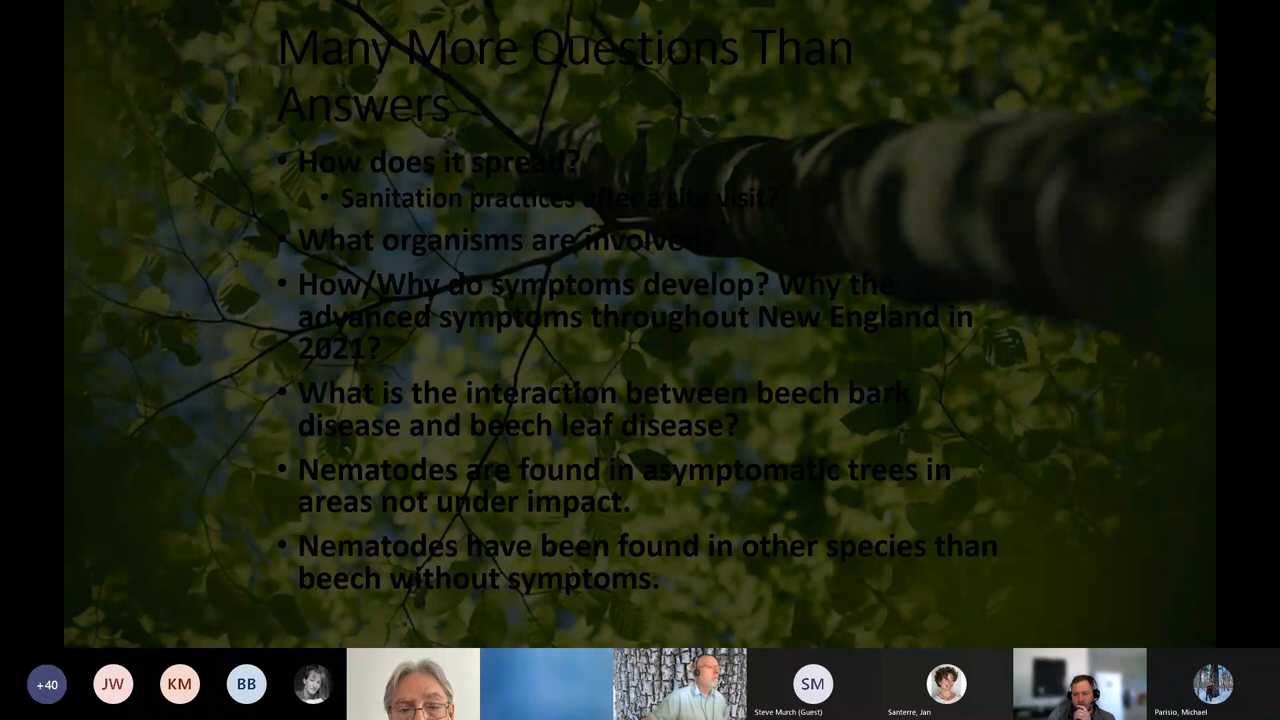 Many More Questions Than
Answers
• How does it spread?
• Sanitation practices after a site visit?
• What organisms are involved?
• How/Why do symptoms develop? Why the
advanced symptoms throughout New England in
2021?
• What is the interaction between beech bark
disease and beech leaf disease?
• Nematodes are found in asymptomatic trees in
areas not under impact.
• Nematodes have been found in other species than
beech without symptoms.
+40
JW
KM
BB
SM
Steve Murch (Guest)
Santerre, Jan
Parisio, Michael